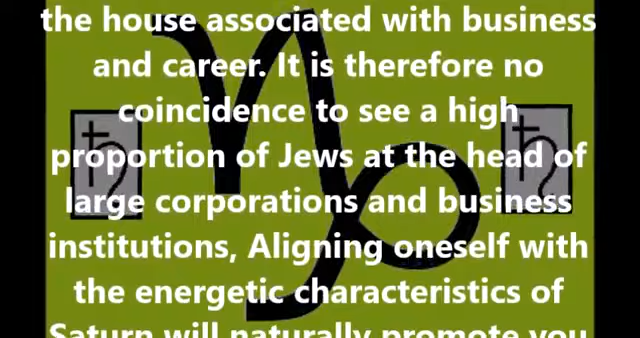 the house associated with business
and career. It is therefore no
coincidence to see a high
proportion of Jews at the head of
large corporations and business
institutions, Aligning oneself with
the energetic characteristics of
Saturn will naturally promote you